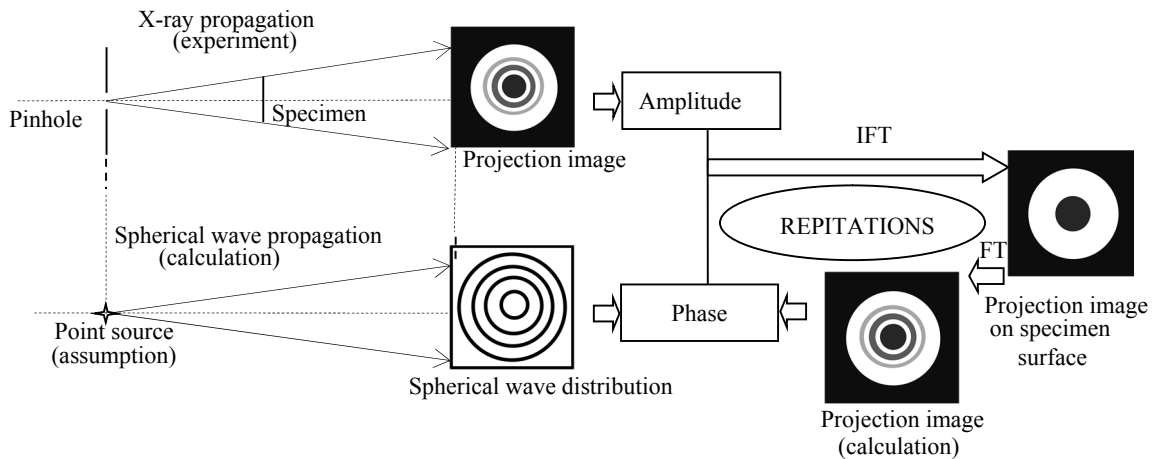 X-ray propagation
(experiment)
Pinhole
Specimen
Projection image
Amplitude
IFT
REPITATIONS
FT
Spherical wave propagation
(calculation)
Point source
(assumption)
Spherical wave distribution
Phase
Projection image
(calculation)
Projection image
on specimen
surface